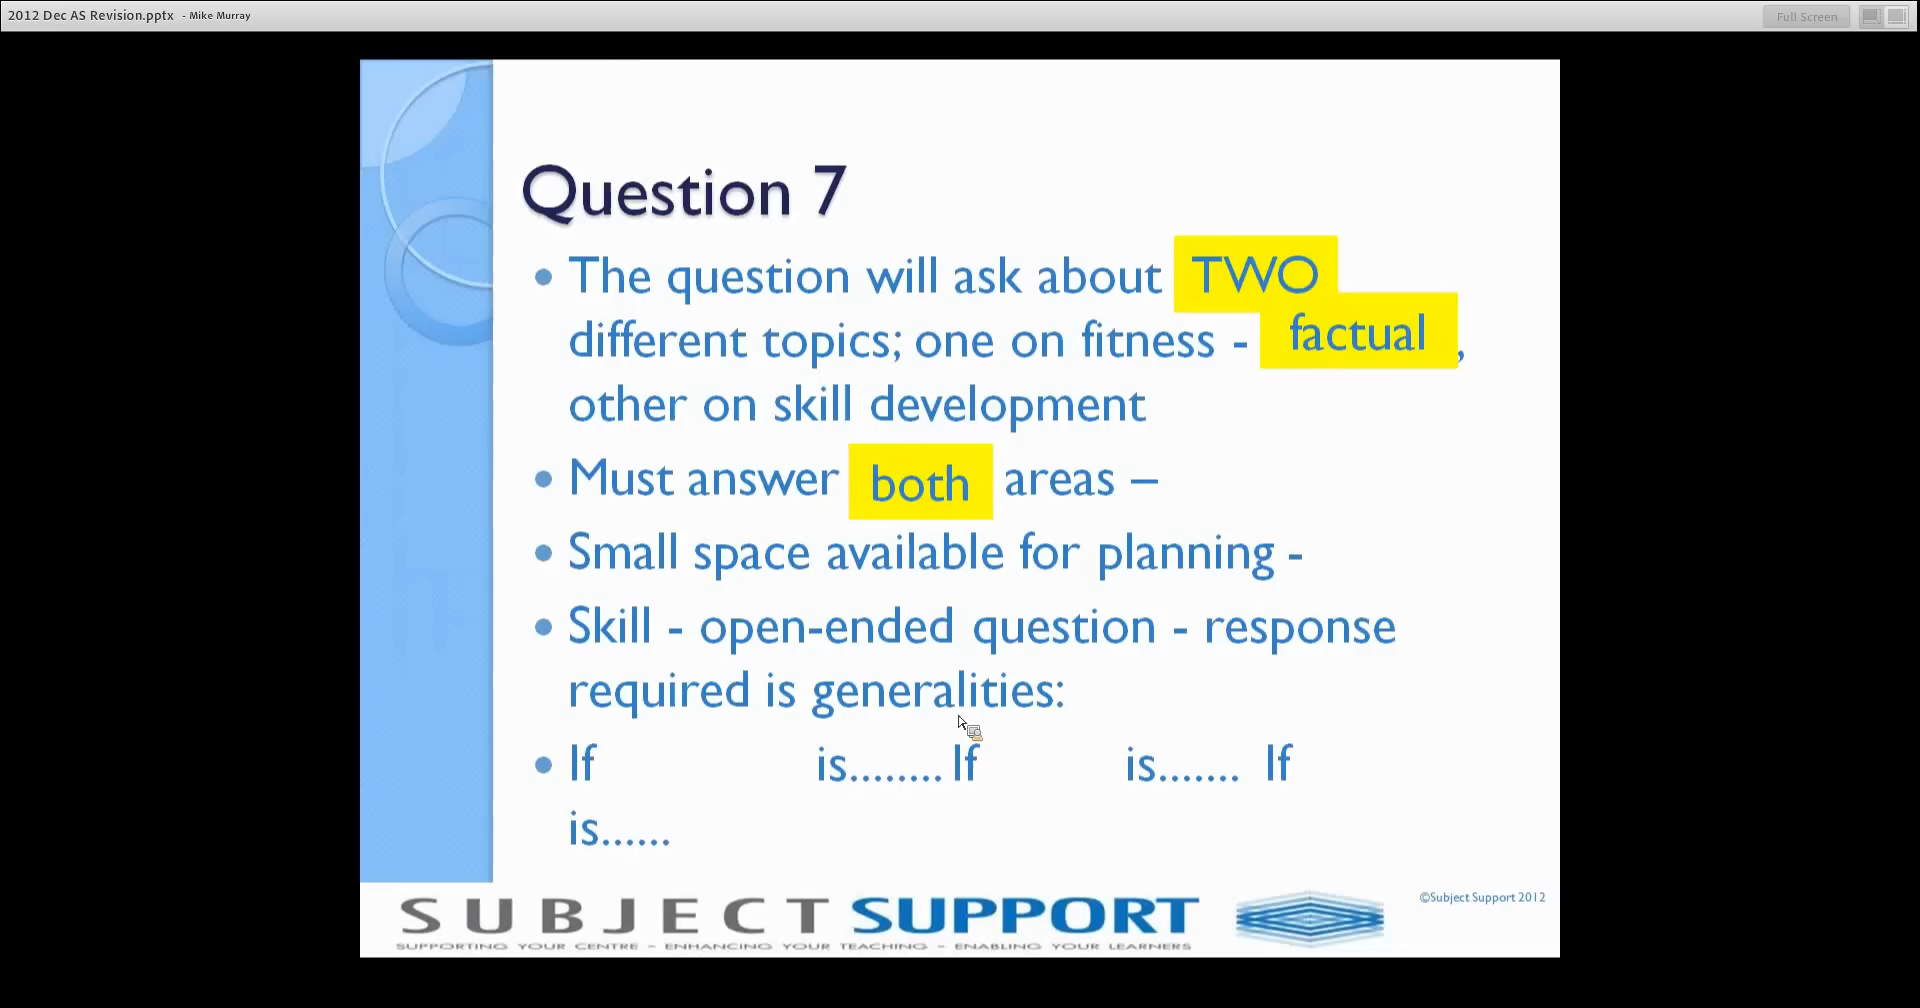 2012 Dec AS Revision.pptx - Mike Murray
Full Screen
Question 7
The question will ask about TWO
different topics; one on fitness - factual,
other on skill development
Must answer both areas –
Small space available for planning -
Skill - open-ended question - response
required is generalities:
If is........ If is....... If
is......
©Subject Support 2012
SUBJECT SUPPORT
SUPPORTING YOUR CENTRE - ENHANCING YOUR TEACHING - ENABLING YOUR LEARNERS